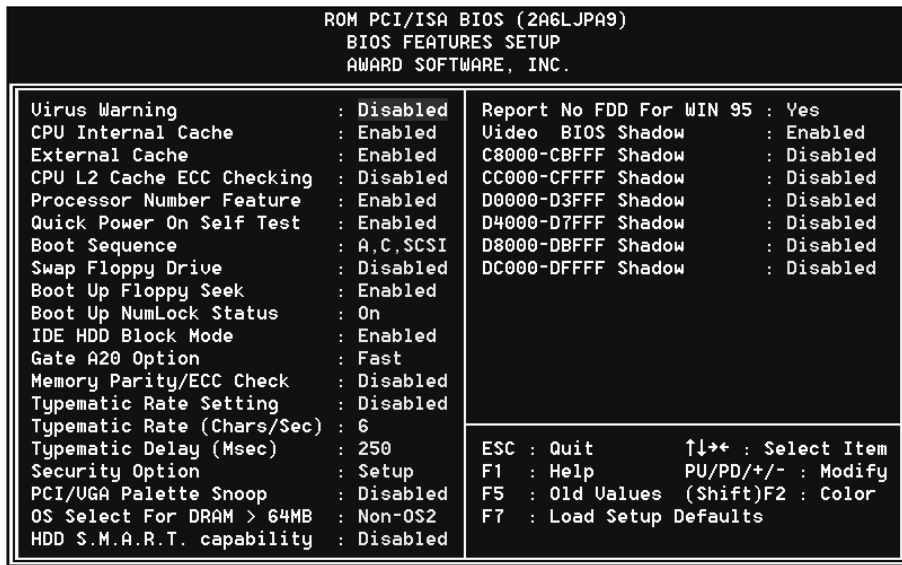 ROM PCI/ISA BIOS (2A6LJPA9)
BIOS FEATURES SETUP
AWARD SOFTWARE, INC.
Virus Warning : Disabled
CPU Internal Cache : Enabled
External Cache : Enabled
CPU L2 Cache ECC Checking : Disabled
Processor Number Feature : Enabled
Quick Power On Self Test : Enabled
Boot Sequence : A,C,SCSI
Swap Floppy Drive : Disabled
Boot Up Floppy Seek : Enabled
Boot Up NumLock Status : On
IDE HDD Block Mode : Enabled
Gate A20 Option : Fast
Memory Parity/ECC Check : Disabled
Typematic Rate Setting : Disabled
Typematic Rate (Chars/Sec) : 6
Typematic Delay (Msec) : 250
Security Option : Setup
PCI/VGA Palette Snoop : Disabled
OS Select For DRAM > 64MB : Non-OS2
HDD S.M.A.R.T. capability : Disabled
Report No FDD For WIN 95 : Yes
Video BIOS Shadow : Enabled
C8000-CBFFF Shadow : Disabled
CC000-CFFFF Shadow : Disabled
D0000-D3FFF Shadow : Disabled
D4000-D7FFF Shadow : Disabled
D8000-DBFFF Shadow : Disabled
DC000-DFFFF Shadow : Disabled
ESC : Quit ↑↓→← : Select Item
F1 : Help PU/PD/+/- : Modify
F5 : Old Values (Shift)F2 : Color
F7 : Load Setup Defaults